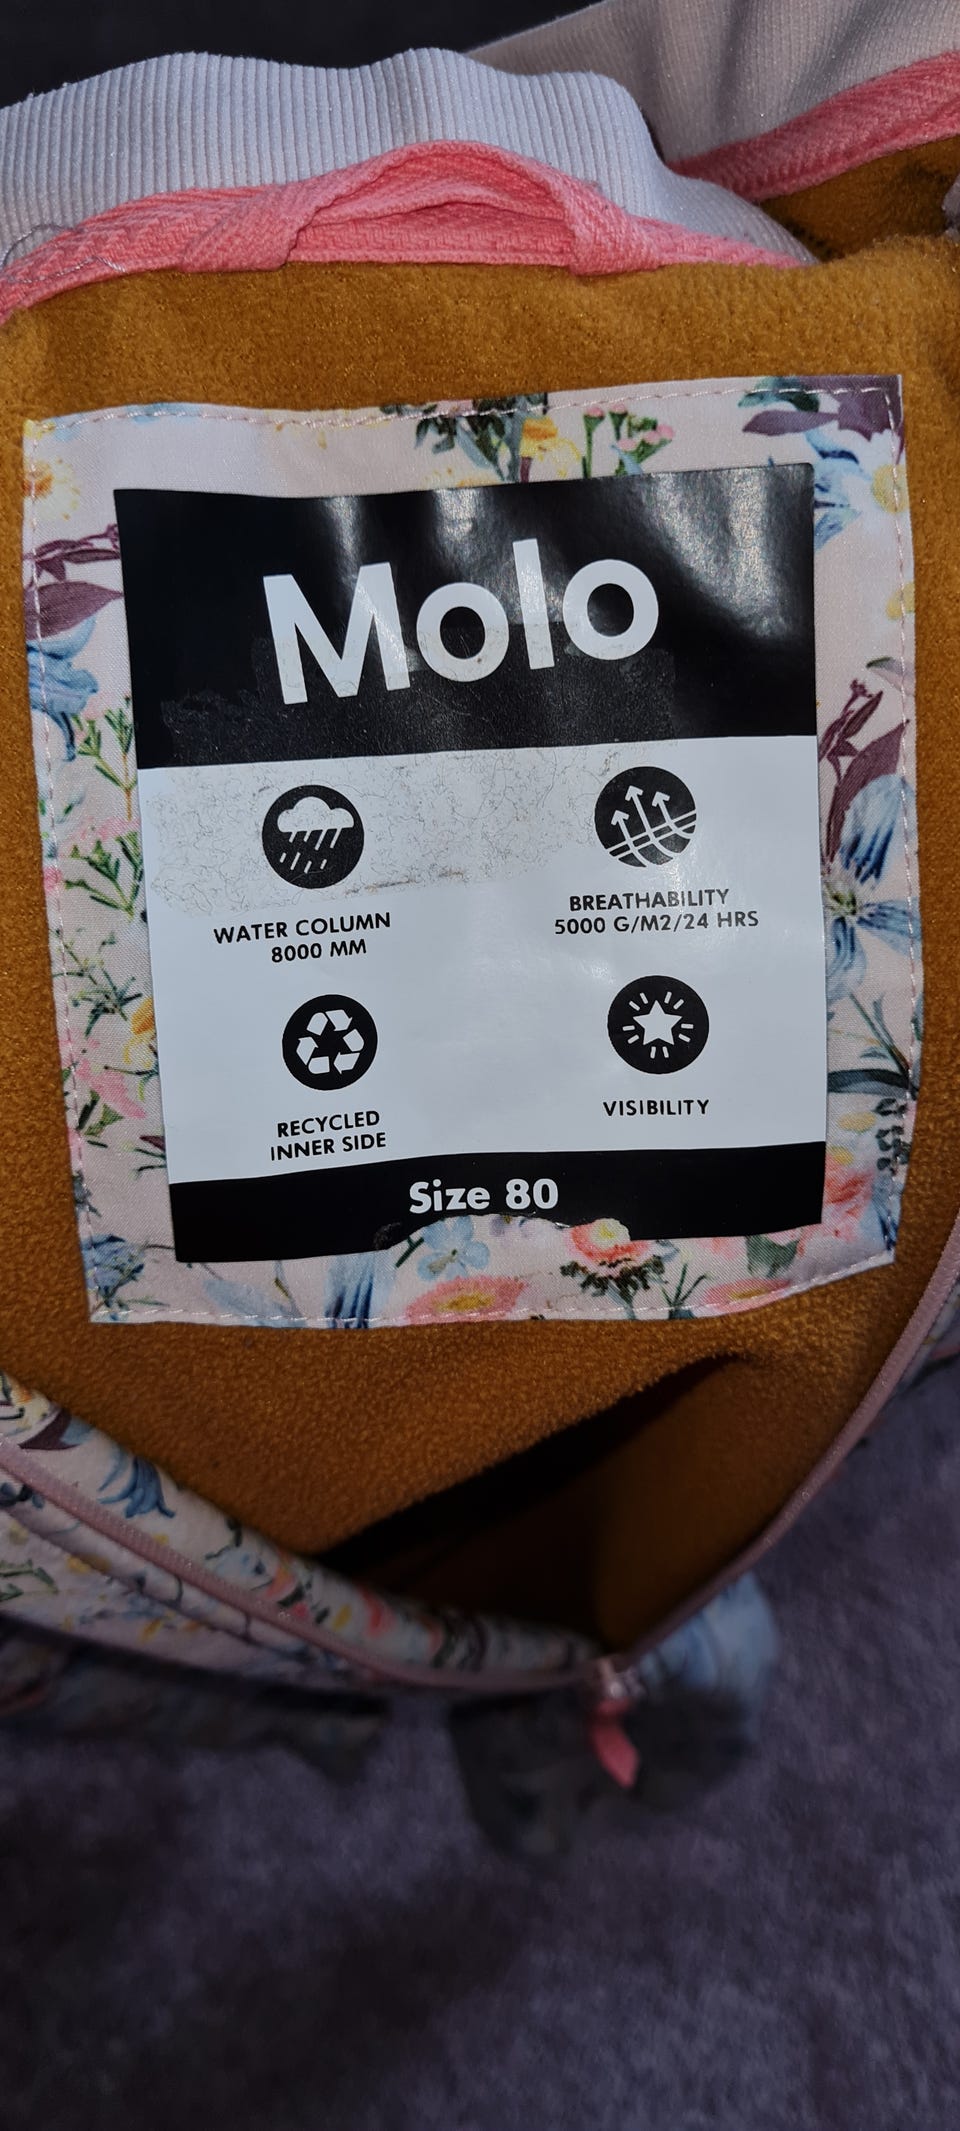 Molo
WATER COLUMN
8000 MM
BREATHABILITY
5000 G/M2/24 HRS
RECYCLED
INNER SIDE
VISIBILITY
Size 80